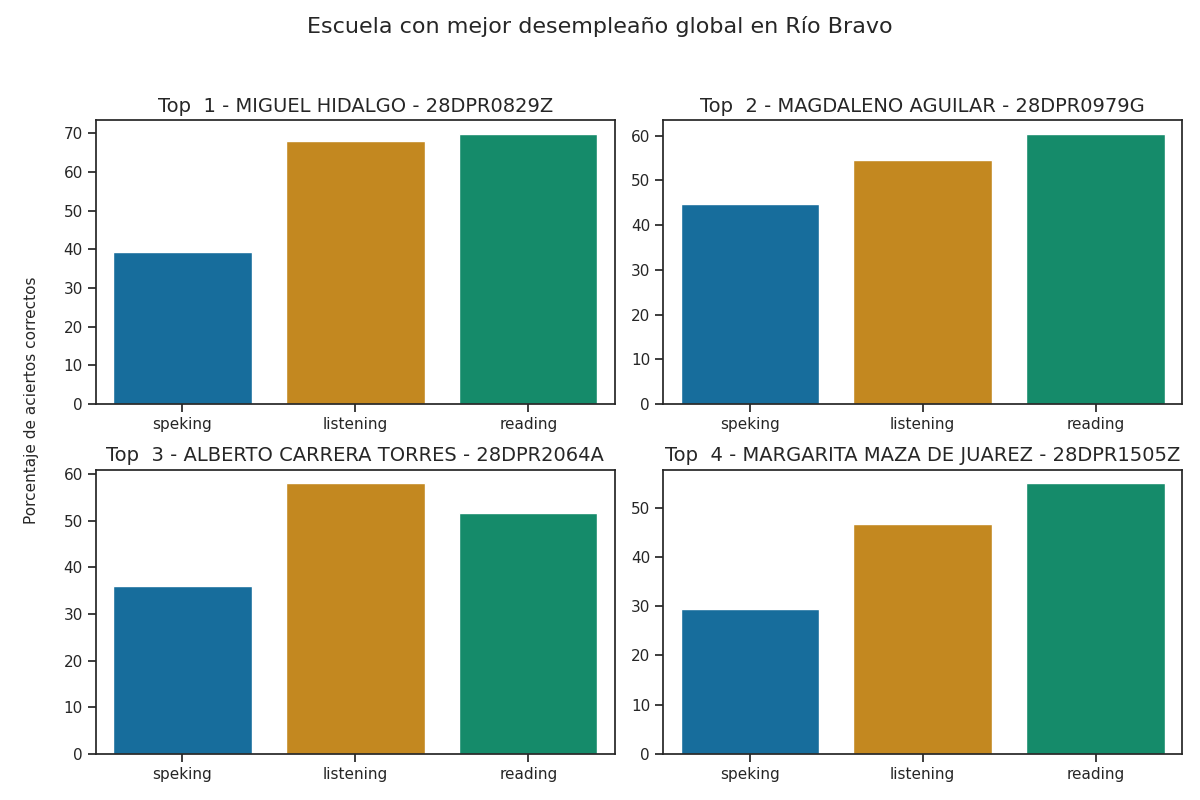 Escuela con mejor desempleaño global en Río Bravo
Porcentaje de aciertos correctos
Top  1 - MIGUEL HIDALGO - 28DPR0829Z
70
60
50
40
30
20
10
0
speking listening reading
Top  2 - MAGDALENO AGUILAR - 28DPR0979G
60
50
40
30
20
10
0
speking listening reading
Top  3 - ALBERTO CARRERA TORRES - 28DPR2064A
60
50
40
30
20
10
0
speking listening reading
Top  4 - MARGARITA MAZA DE JUAREZ - 28DPR1505Z
50
40
30
20
10
0
speking listening reading